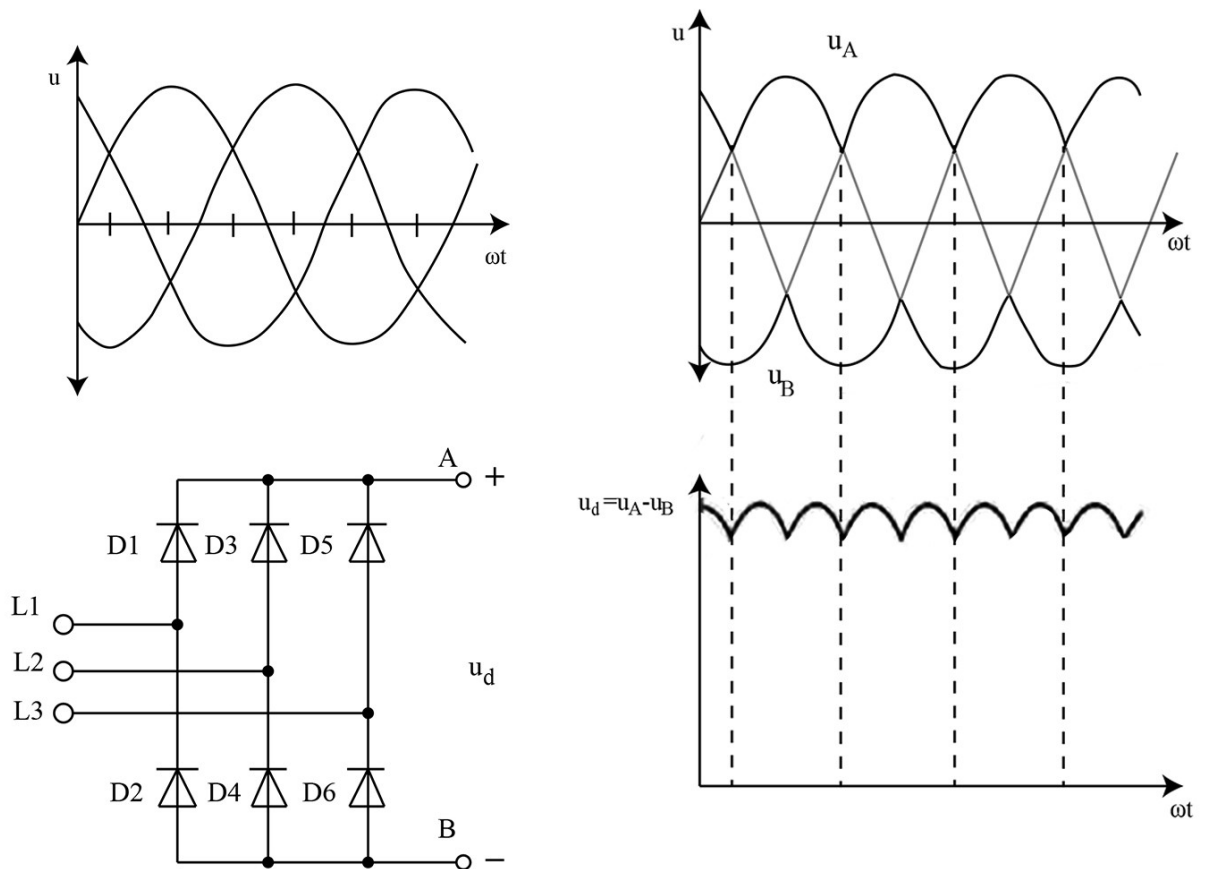 u
ωt
u
u_A
ωt
u_B
A +
D1 D3 D5
L1
L2
L3
u_d
D2 D4 D6
B −
u_d=u_A-u_B
ωt